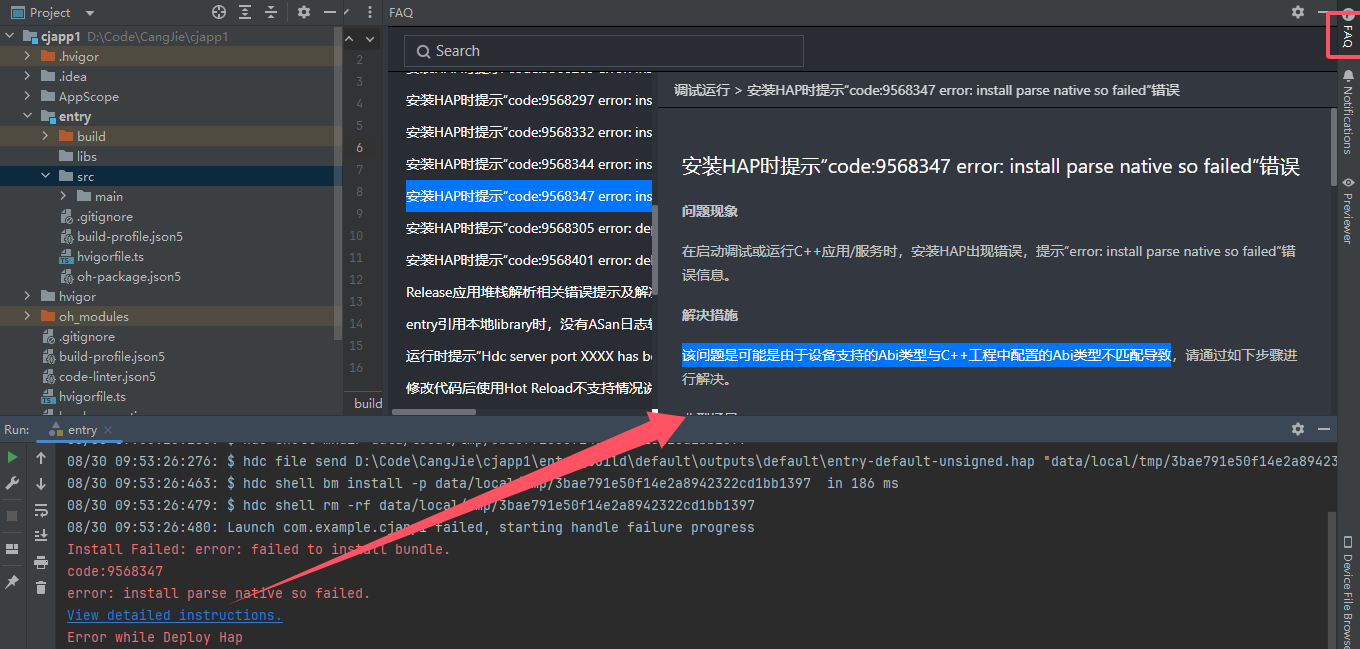 Project
FAQ
cjapp1 D:\Code\CangJie\cjapp1
.hvigor
.idea
AppScope
entry
build
libs
src
main
.gitignore
build-profile.json5
hvigorfile.ts
oh-package.json5
hvigor
oh_modules
.gitignore
build-profile.json5
code-linter.json5
hvigorfile.ts
2
3
4
5
6
7
8
9
10
11
12
13
14
15
16
build
Search
安装HAP时提示“code:9568297 error: ins
安装HAP时提示“code:9568332 error: ins
安装HAP时提示“code:9568344 error: ins
安装HAP时提示“code:9568347 error: ins
安装HAP时提示“code:9568305 error: de
安装HAP时提示“code:9568401 error: de
Release应用堆栈解析相关错误提示及解决
entry引用本地library时，没有ASan日志
运行时提示“Hdc server port XXXX has be
修改代码后使用Hot Reload不支持情况说
调试运行 > 安装HAP时提示“code:9568347 error: install parse native so failed”错误
安装HAP时提示“code:9568347 error: install parse native so failed”错误
问题现象
在启动调试或运行C++应用/服务时，安装HAP出现错误，提示“error: install parse native so failed”错
误信息。
解决措施
该问题是可能是由于设备支持的Abi类型与C++工程中配置的Abi类型不匹配导致，请通过如下步骤进
行解决。
FAQ
Notifications
Previewer
Device File Browse
Run: entry
08/30 09:53:26:276: $ hdc file send D:\Code\CangJie\cjapp1\entry\build\default\outputs\default\entry-default-unsigned.hap "data/local/tmp/3bae791e50f14e2a89423
08/30 09:53:26:463: $ hdc shell bm install -p data/local/tmp/3bae791e50f14e2a8942322cd1bb1397 in 186 ms
08/30 09:53:26:479: $ hdc shell rm -rf data/local/tmp/3bae791e50f14e2a8942322cd1bb1397
08/30 09:53:26:480: Launch com.example.cjapp1 failed, starting handle failure progress
Install Failed: error: failed to install bundle.
code:9568347
error: install parse native so failed.
View detailed instructions.
Error while Deploy Hap